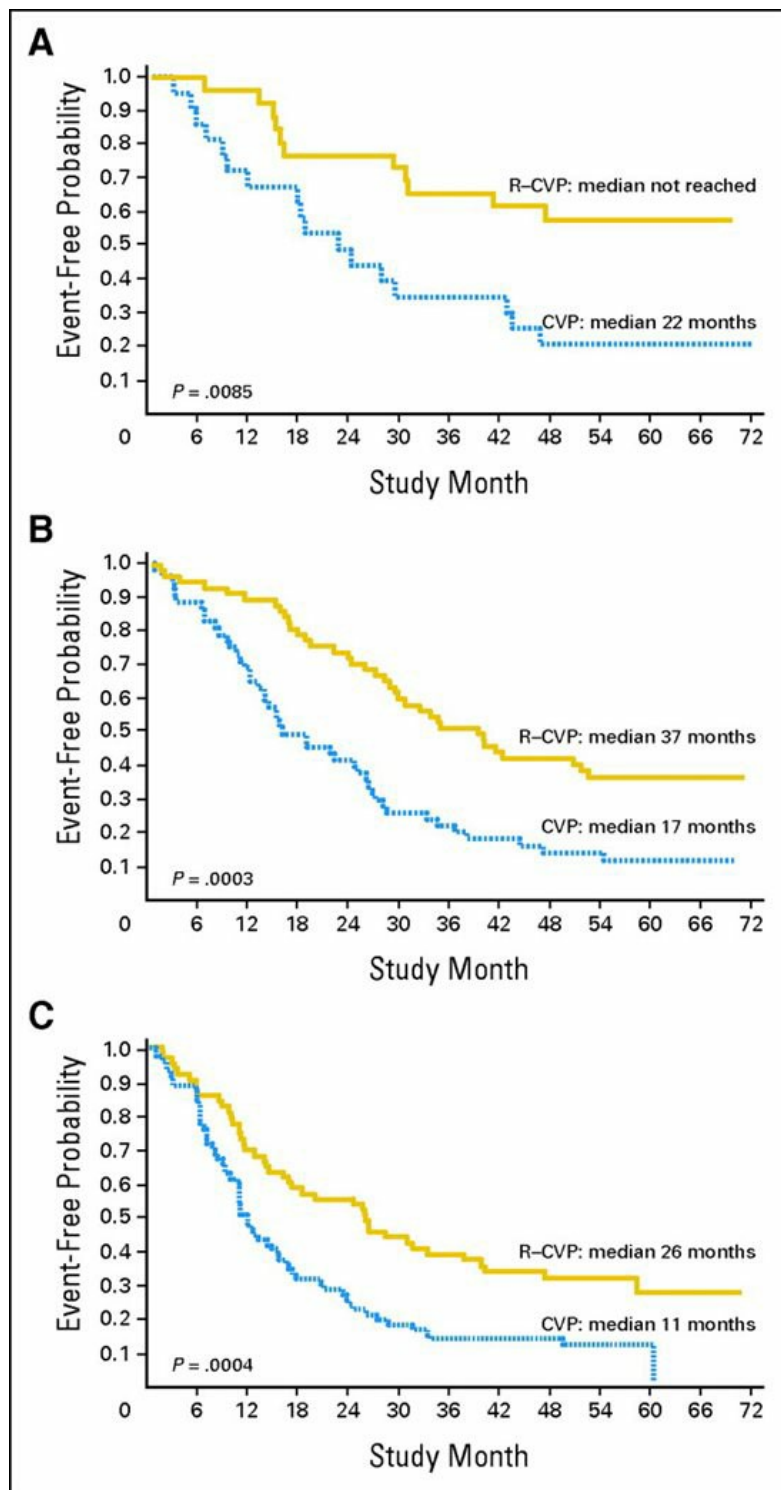 A
Event-Free Probability
1.0
0.9
0.8
0.7
0.6
0.5
0.4
0.3
0.2
0.1
0
R–CVP: median not reached
CVP: median 22 months
P = .0085
6 12 18 24 30 36 42 48 54 60 66 72
Study Month
B
Event-Free Probability
1.0
0.9
0.8
0.7
0.6
0.5
0.4
0.3
0.2
0.1
0
R–CVP: median 37 months
CVP: median 17 months
P = .0003
6 12 18 24 30 36 42 48 54 60 66 72
Study Month
C
Event-Free Probability
1.0
0.9
0.8
0.7
0.6
0.5
0.4
0.3
0.2
0.1
0
R–CVP: median 26 months
CVP: median 11 months
P = .0004
6 12 18 24 30 36 42 48 54 60 66 72
Study Month